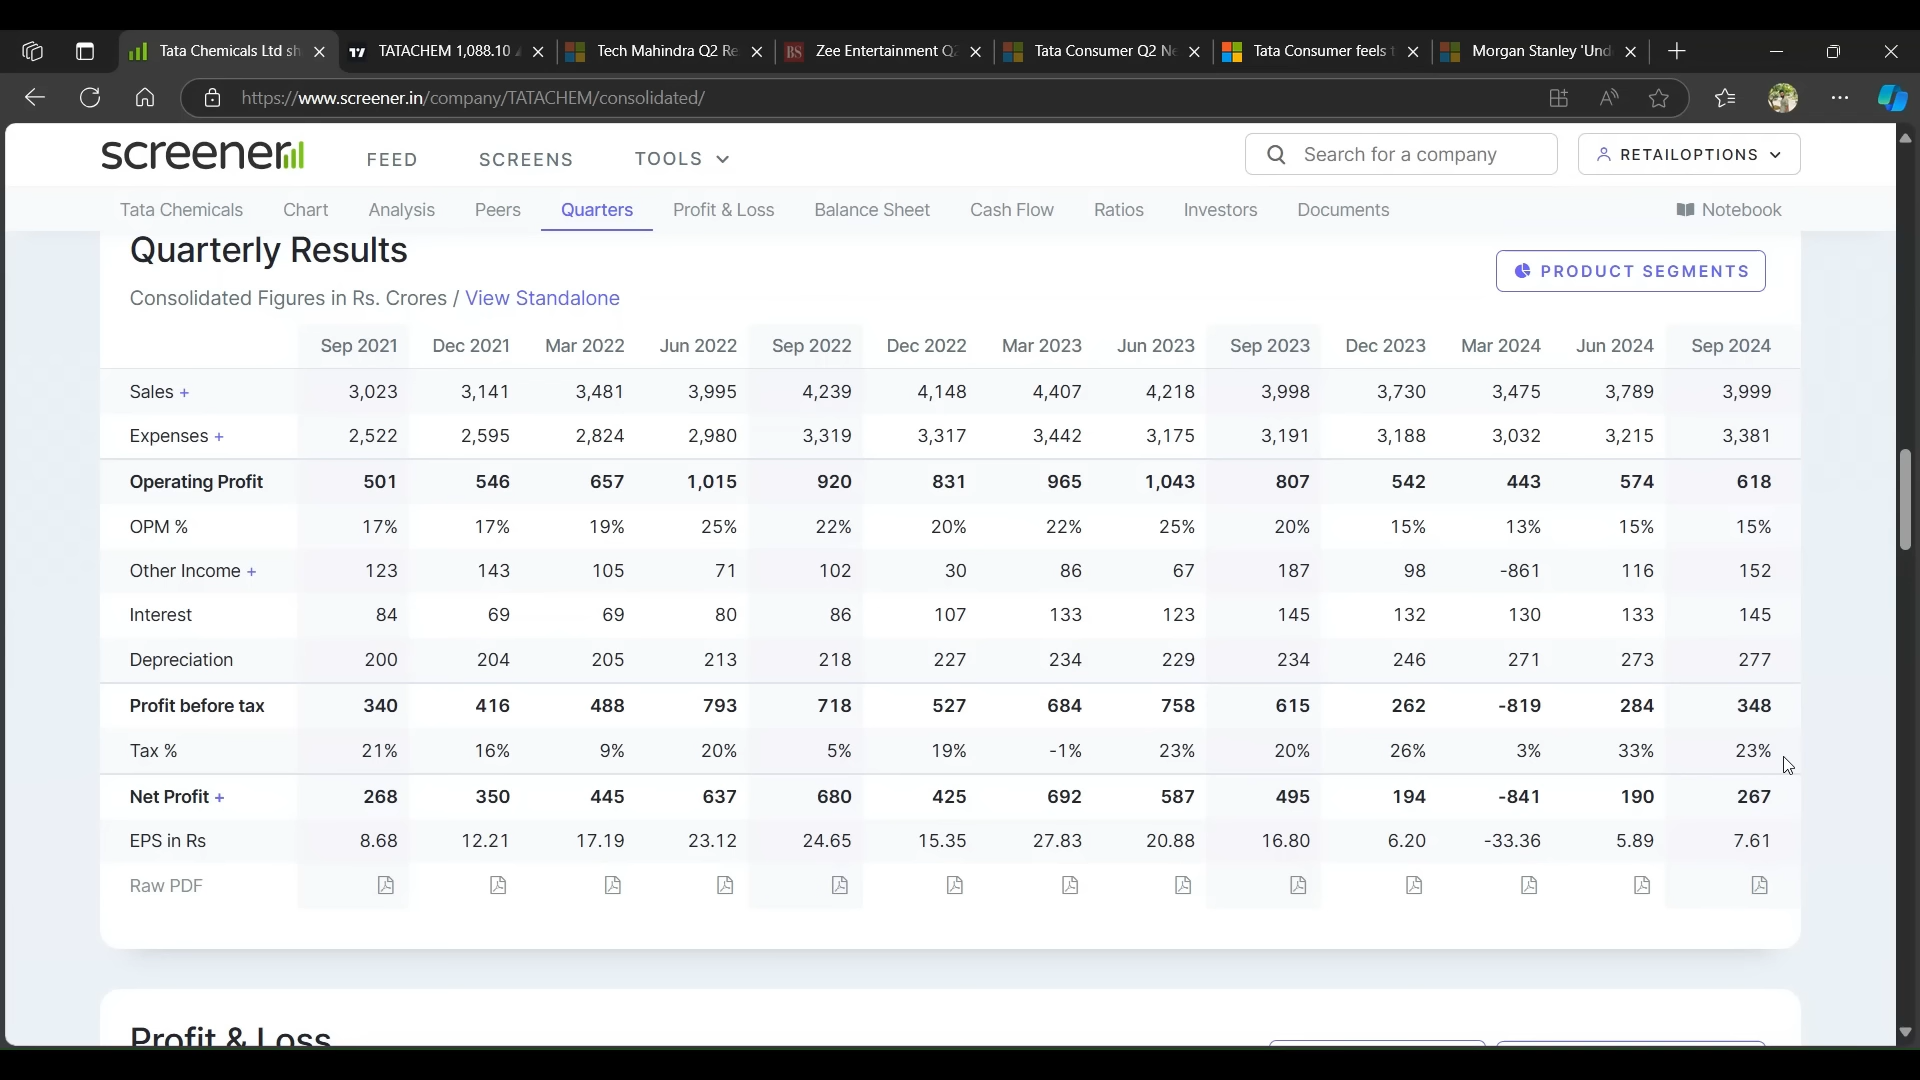 Tata Chemicals Ltd sh
TATACHEM 1,088.10
Tech Mahindra Q2 Re
BS Zee Entertainment Q2
Tata Consumer Q2 Ne
Tata Consumer feels t
Morgan Stanley 'Und
https://www.screener.in/company/TATACHEM/consolidated/
screener
FEED SCREENS TOOLS
Search for a company
RETAILOPTIONS
Tata Chemicals Chart Analysis Peers Quarters Profit & Loss Balance Sheet Cash Flow Ratios Investors Documents Notebook
Quarterly Results
PRODUCT SEGMENTS
Consolidated Figures in Rs. Crores / View Standalone
Sep 2021 Dec 2021 Mar 2022 Jun 2022 Sep 2022 Dec 2022 Mar 2023 Jun 2023 Sep 2023 Dec 2023 Mar 2024 Jun 2024 Sep 2024
Sales + 3,023 3,141 3,481 3,995 4,239 4,148 4,407 4,218 3,998 3,730 3,475 3,789 3,999
Expenses + 2,522 2,595 2,824 2,980 3,319 3,317 3,442 3,175 3,191 3,188 3,032 3,215 3,381
Operating Profit 501 546 657 1,015 920 831 965 1,043 807 542 443 574 618
OPM % 17% 17% 19% 25% 22% 20% 22% 25% 20% 15% 13% 15% 15%
Other Income + 123 143 105 71 102 30 86 67 187 98 -861 116 152
Interest 84 69 69 80 86 107 133 123 145 132 130 133 145
Depreciation 200 204 205 213 218 227 234 229 234 246 271 273 277
Profit before tax 340 416 488 793 718 527 684 758 615 262 -819 284 348
Tax % 21% 16% 9% 20% 5% 19% -1% 23% 20% 26% 3% 33% 23%
Net Profit + 268 350 445 637 680 425 692 587 495 194 -841 190 267
EPS in Rs 8.68 12.21 17.19 23.12 24.65 15.35 27.83 20.88 16.80 6.20 -33.36 5.89 7.61
Raw PDF
Profit & Loss